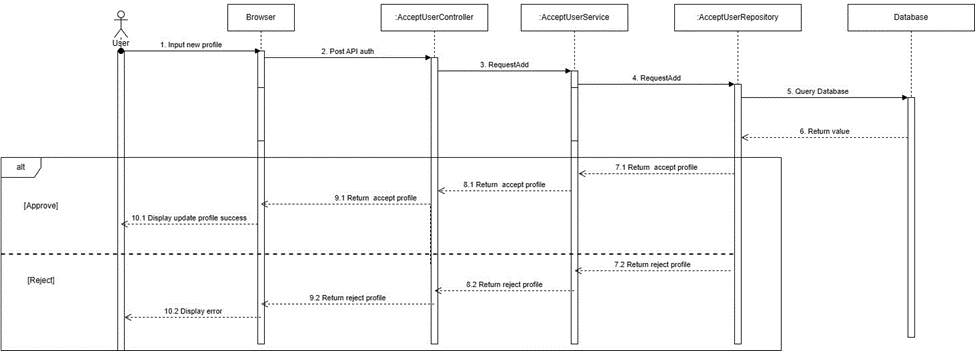 Browser
:AcceptUserController
:AcceptUserService
:AcceptUserRepository
Database
User
1. Input new profile
2. Post API auth
3. RequestAdd
4. RequestAdd
5. Query Database
6. Return value
alt
7.1 Return accept profile
8.1 Return accept profile
9.1 Return accept profile
[Approve]
10.1 Display update profile success
7.2 Return reject profile
[Reject]
8.2 Return reject profile
9.2 Return reject profile
10.2 Display error